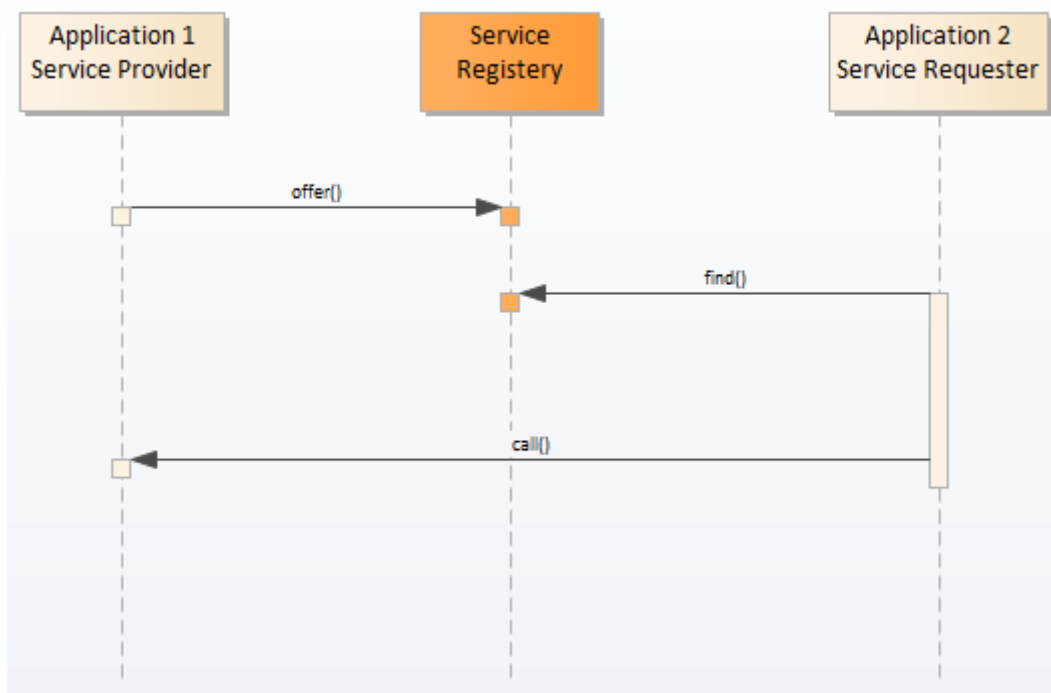 Application 1
Service Provider
Service
Registery
Application 2
Service Requester
offer()
find()
call()